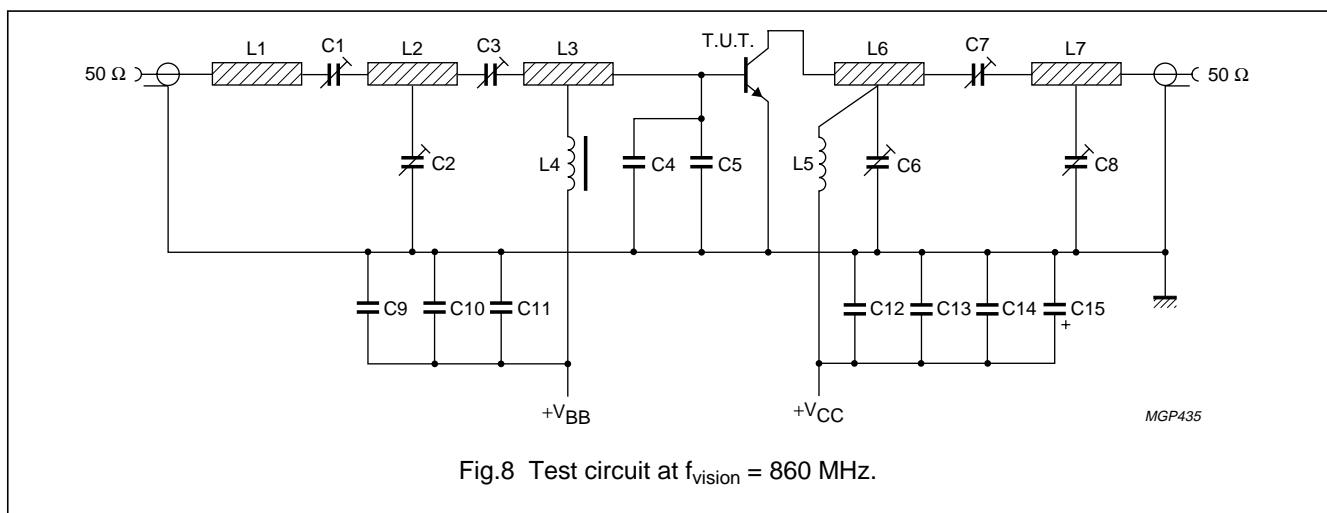 T.U.T.
50 Ω L1 C1 L2 C3 L3 L6 C7 L7 50 Ω
L4 C2 C4 C5 L5 C6 C8
C9 C10 C11 C12 C13 C14 C15
+
+VBB +VCC
MGP435
Fig.8 Test circuit at fvision = 860 MHz.